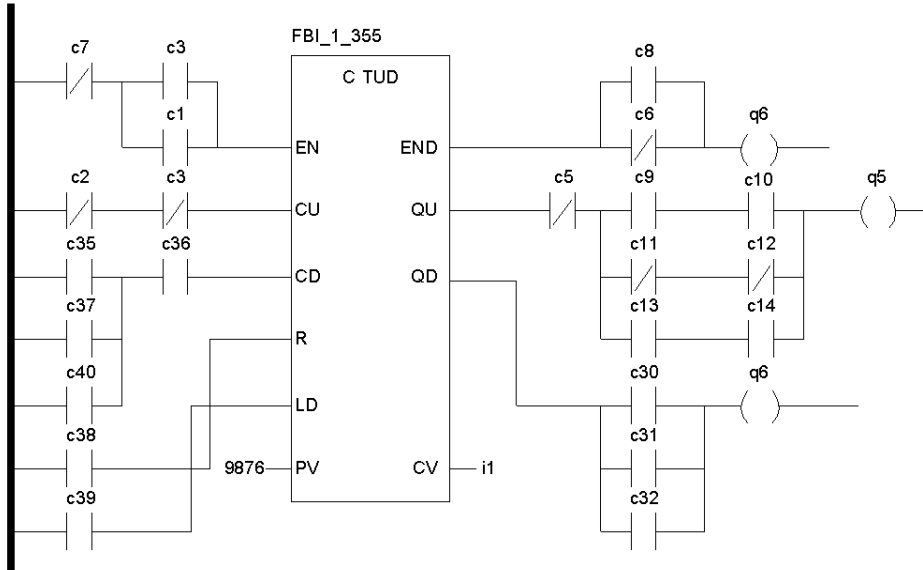 FBI_1_355
c7 c3 C TUD c8
c1 c6 q6
EN END
c2 c3 c5 c9 c10 q5
CU QU
c35 c36 c11 c12
CD QD
c37 c13 c14
R
c40 c30 q6
LD
c38 c31
9876 PV CV i1
c39 c32